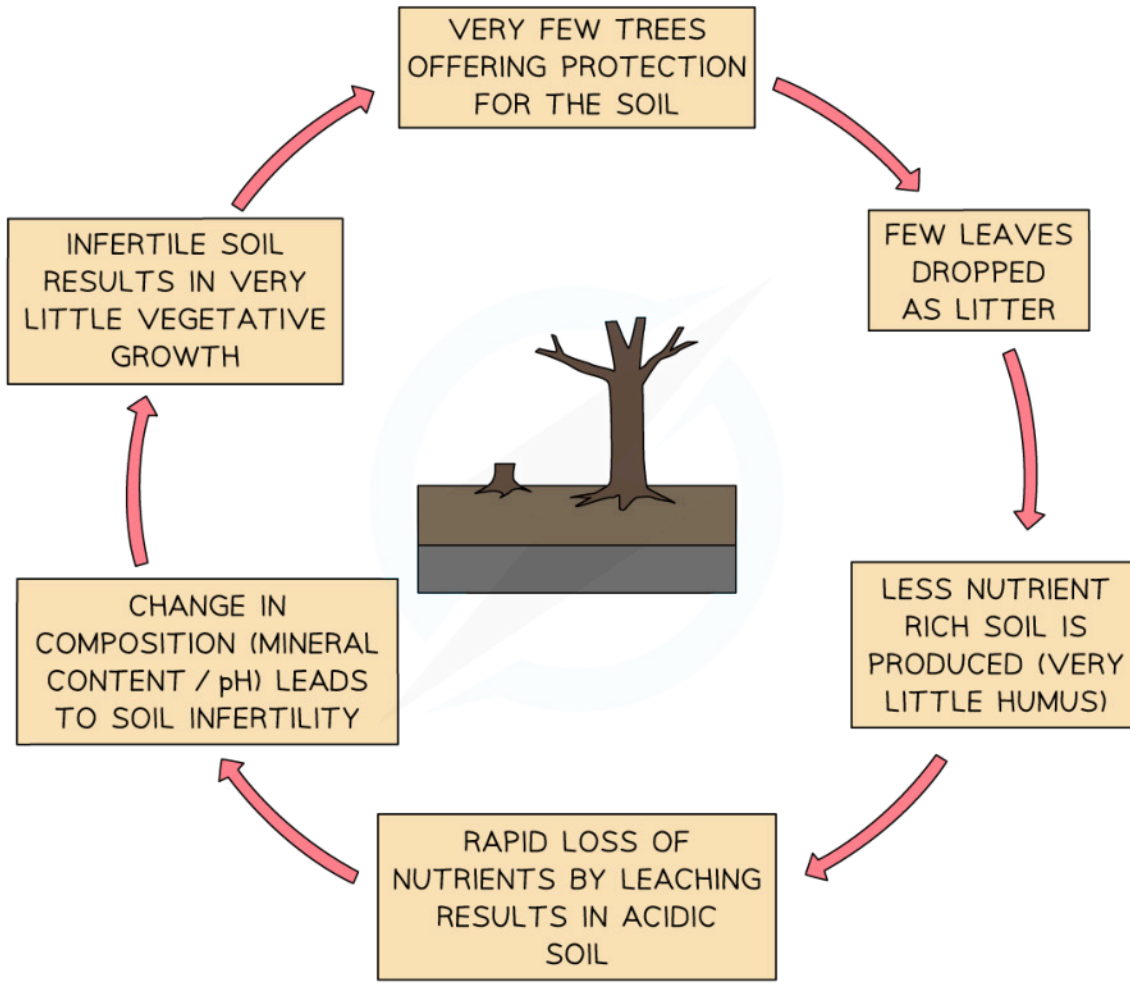 VERY FEW TREES
OFFERING PROTECTION
FOR THE SOIL
FEW LEAVES
DROPPED
AS LITTER
LESS NUTRIENT
RICH SOIL IS
PRODUCED (VERY
LITTLE HUMUS)
RAPID LOSS OF
NUTRIENTS BY LEACHING
RESULTS IN ACIDIC
SOIL
CHANGE IN
COMPOSITION (MINERAL
CONTENT / pH) LEADS
TO SOIL INFERTILITY
INFERTILE SOIL
RESULTS IN VERY
LITTLE VEGETATIVE
GROWTH